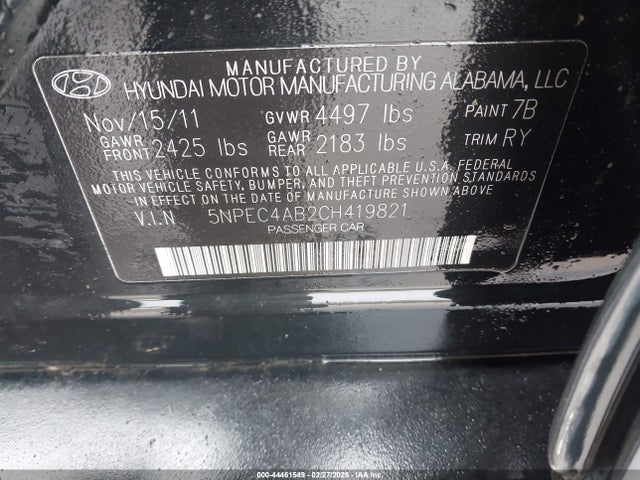 MANUFACTURED BY
HYUNDAI MOTOR MANUFACTURING ALABAMA, LLC
Nov/15/11 GVWR 4497 lbs PAINT 7B
GAWR FRONT 2425 lbs GAWR REAR 2183 lbs TRIM RY
THIS VEHICLE CONFORMS TO ALL APPLICABLE U.S.A. FEDERAL
MOTOR VEHICLE SAFETY, BUMPER, AND THEFT PREVENTION STANDARDS
IN EFFECT ON THE DATE OF MANUFACTURE SHOWN ABOVE.
V.I.N 5NPEC4AB2CH419821
PASSENGER CAR
000-44461549 - 02/27/2026 - IAAI.COM